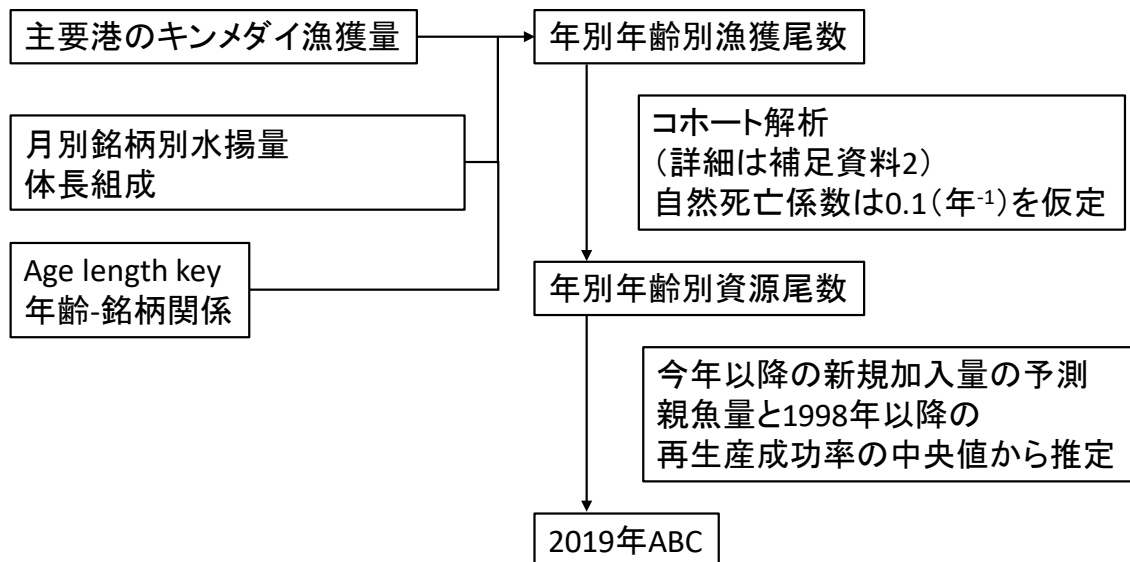 主要港のキンメダイ漁獲量
年別年齢別漁獲尾数
月別銘柄別水揚量
体長組成
コホート解析
（詳細は補足資料2）
自然死亡係数は0.1（年-1）を仮定
Age length key
年齢-銘柄関係
年別年齢別資源尾数
今年以降の新規加入量の予測
親魚量と1998年以降の
再生産成功率の中央値から推定
2019年ABC